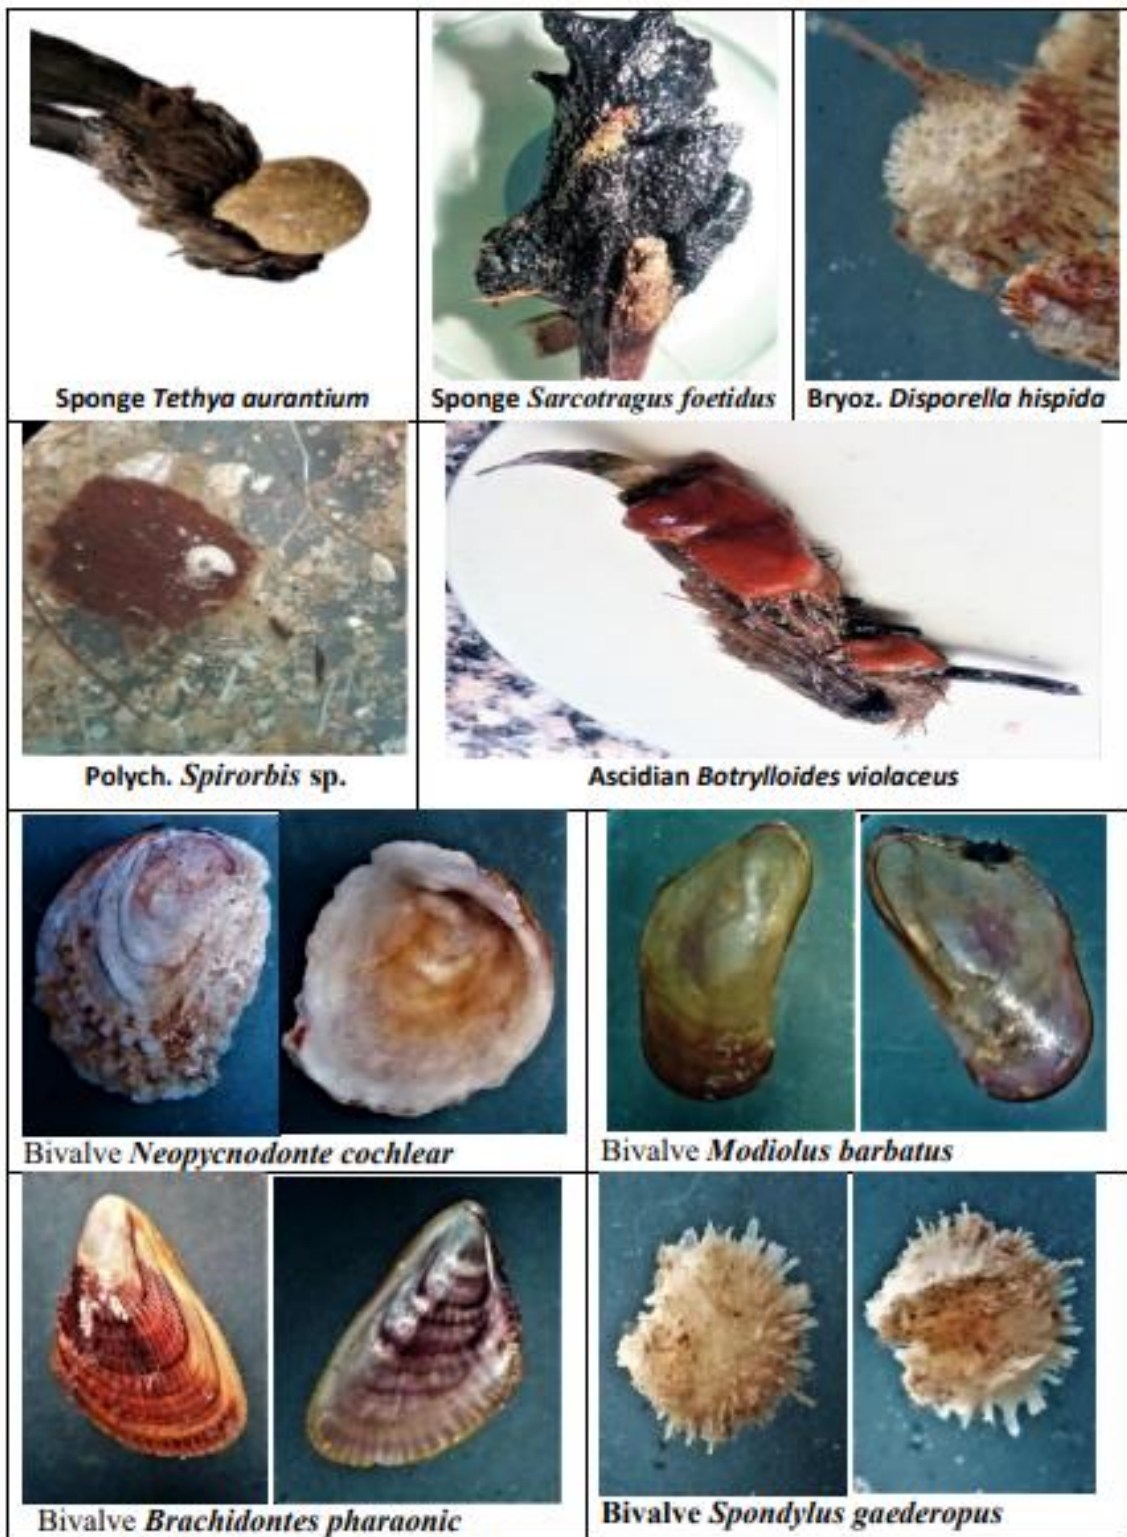 Sponge Tethya aurantium
Sponge Sarcotragus foetidus
Bryoz. Disporella hispida
Polych. Spirorbis sp.
Ascidian Botrylloides violaceus
Bivalve Neopycnodonte cochlear
Bivalve Modiolus barbatus
Bivalve Brachidontes pharaonic
Bivalve Spondylus gaederopus